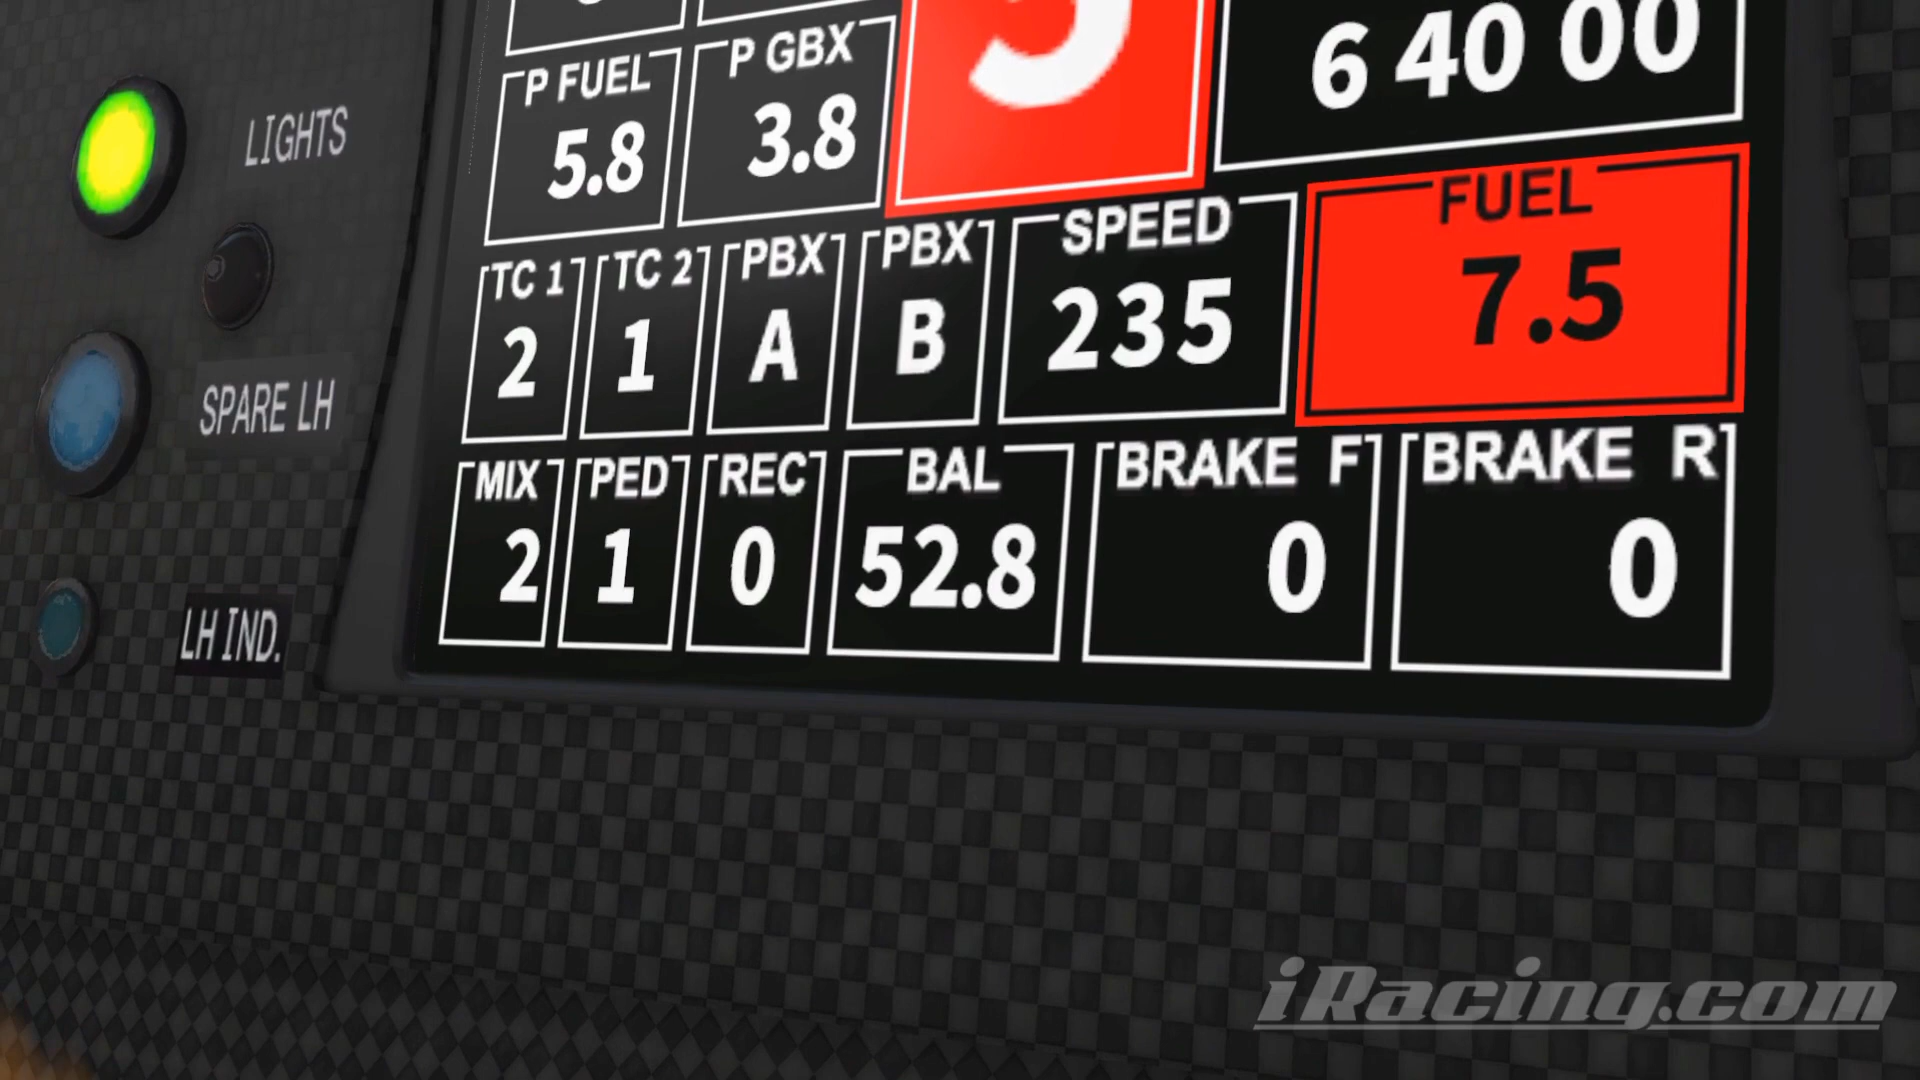 5
6 40 00
P FUEL
5.8
P GBX
3.8
LIGHTS
FUEL
7.5
TC 1
2
TC 2
1
PBX
A
PBX
B
SPEED
235
SPARE LH
MIX
2
PED
1
REC
0
BAL
52.8
BRAKE F
0
BRAKE R
0
LH IND.
iRacing.com